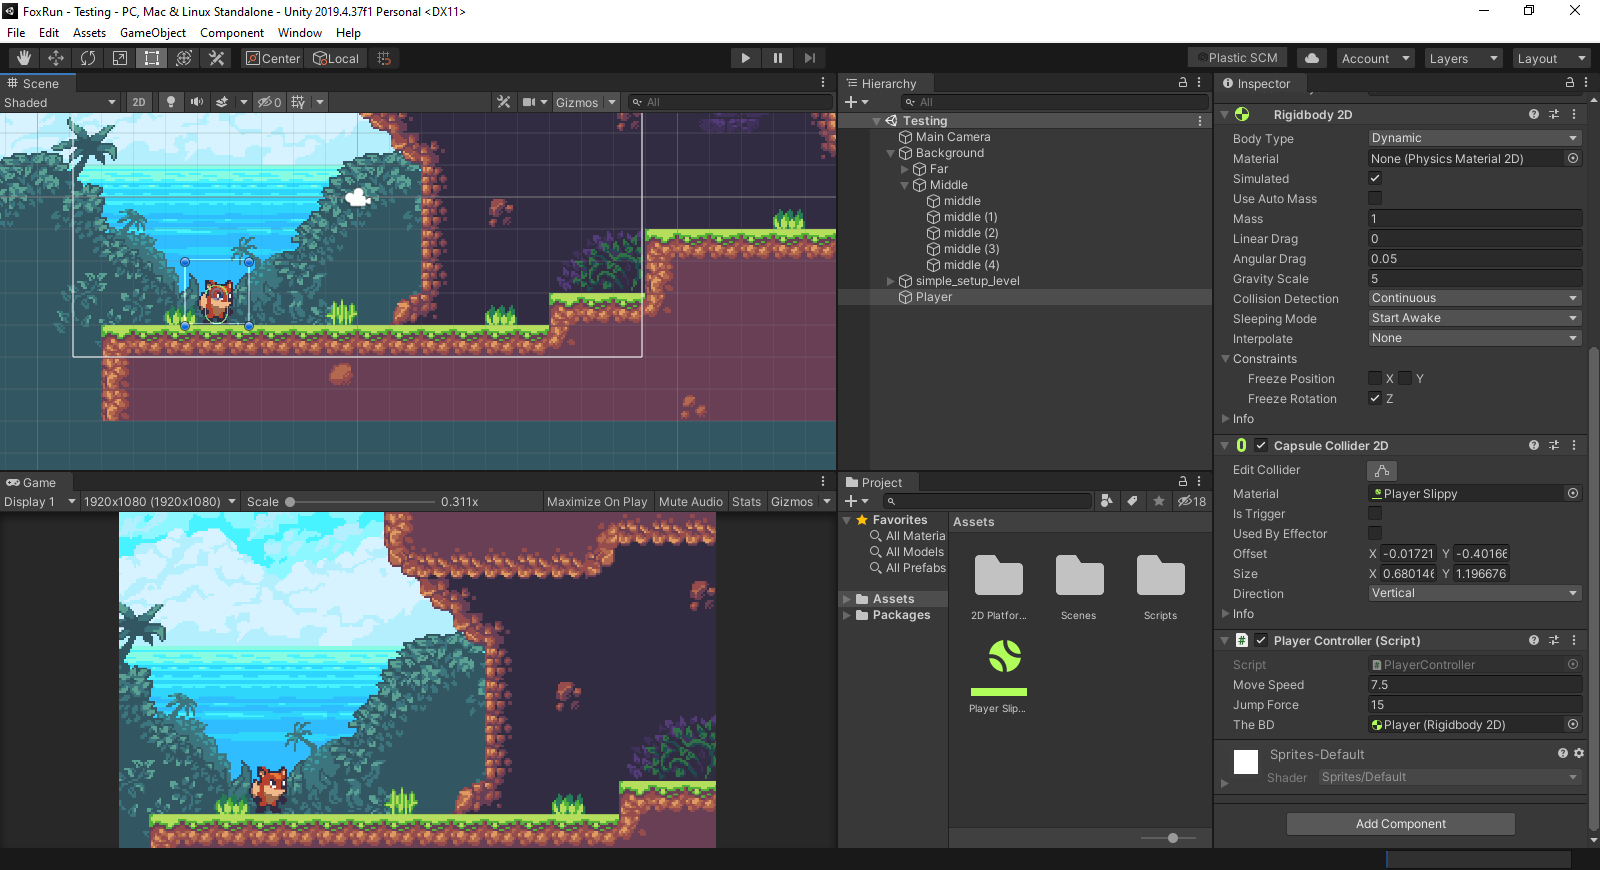 FoxRun - Testing - PC, Mac & Linux Standalone - Unity 2019.4.37f1 Personal <DX11>
File Edit Assets GameObject Component Window Help
Center Local Plastic SCM Account Layers Layout
Scene
Shaded 2D 0 Gizmos All
Hierarchy
All
Testing
Main Camera
Background
Far
Middle
middle
middle (1)
middle (2)
middle (3)
middle (4)
simple_setup_level
Player
Game
Display 1 1920x1080 (1920x1080) Scale 0.311x Maximize On Play Mute Audio Stats Gizmos
Project
18
Favorites
All Materia
All Models
All Prefabs
Assets
Packages
Assets
2D Platfor...
Scenes
Scripts
Player Slip...
Inspector
Rigidbody 2D
Body Type Dynamic
Material None (Physics Material 2D)
Simulated
Use Auto Mass
Mass 1
Linear Drag 0
Angular Drag 0.05
Gravity Scale 5
Collision Detection Continuous
Sleeping Mode Start Awake
Interpolate None
Constraints
Freeze Position X Y
Freeze Rotation Z
Info
Capsule Collider 2D
Edit Collider
Material Player Slippy
Is Trigger
Used By Effector
Offset X -0.01721 Y -0.40166
Size X 0.680146 Y 1.196676
Direction Vertical
Info
Player Controller (Script)
Script PlayerController
Move Speed 7.5
Jump Force 15
The BD Player (Rigidbody 2D)
Sprites-Default
Shader Sprites/Default
Add Component